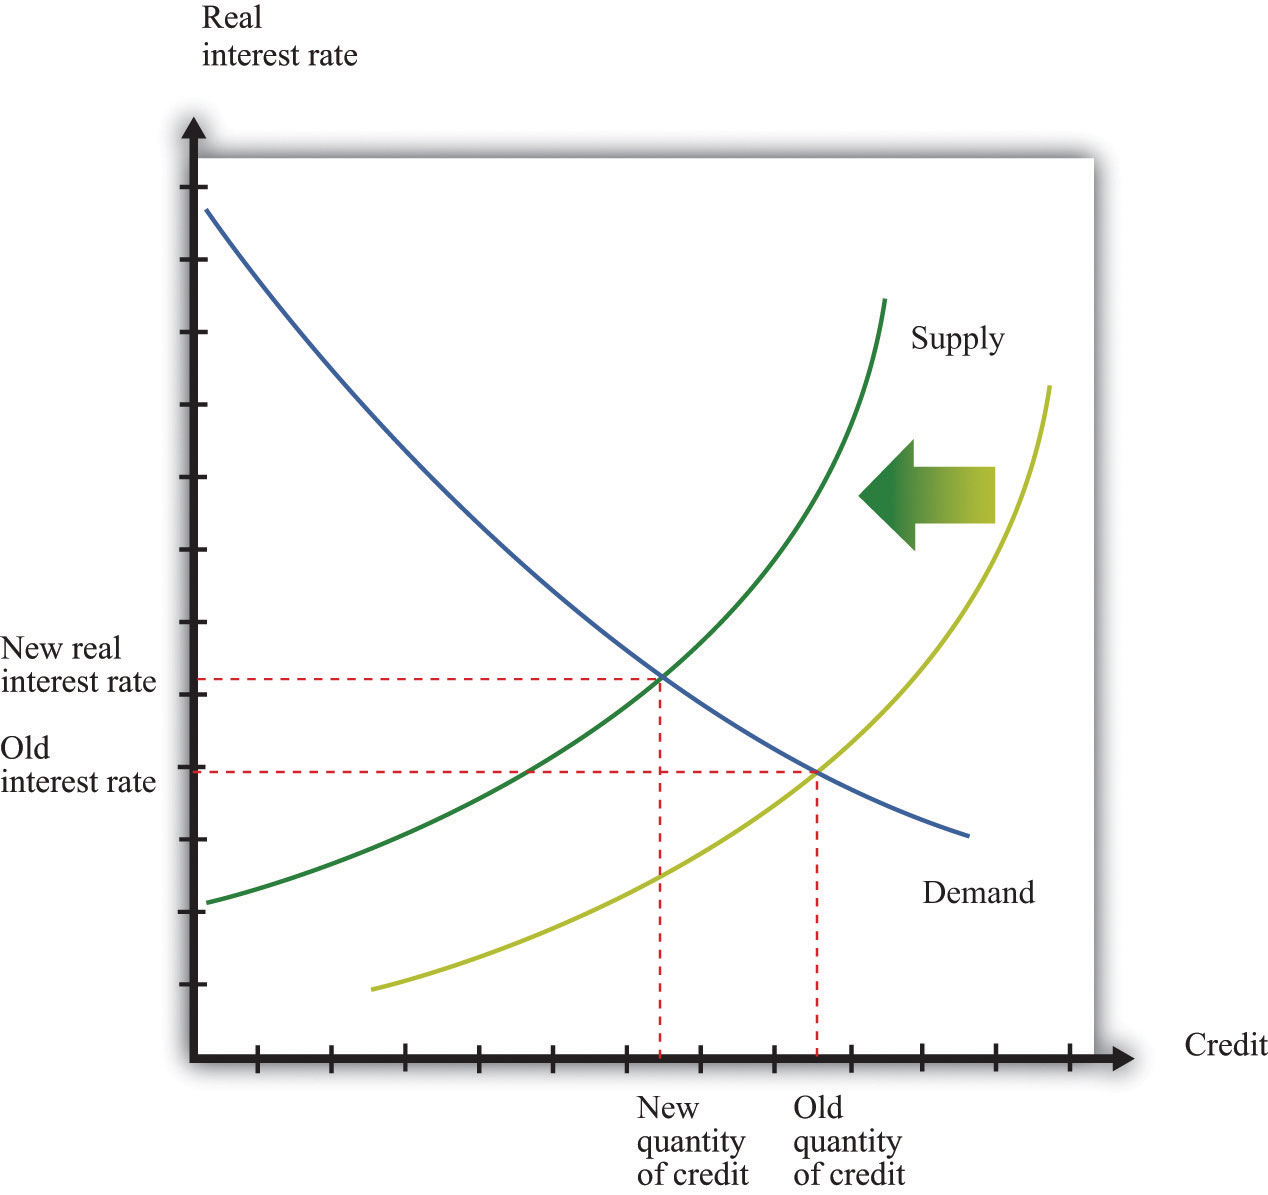 Real
interest rate
Supply
New real
interest rate
Old
interest rate
Demand
Credit
New
quantity
of credit
Old
quantity
of credit